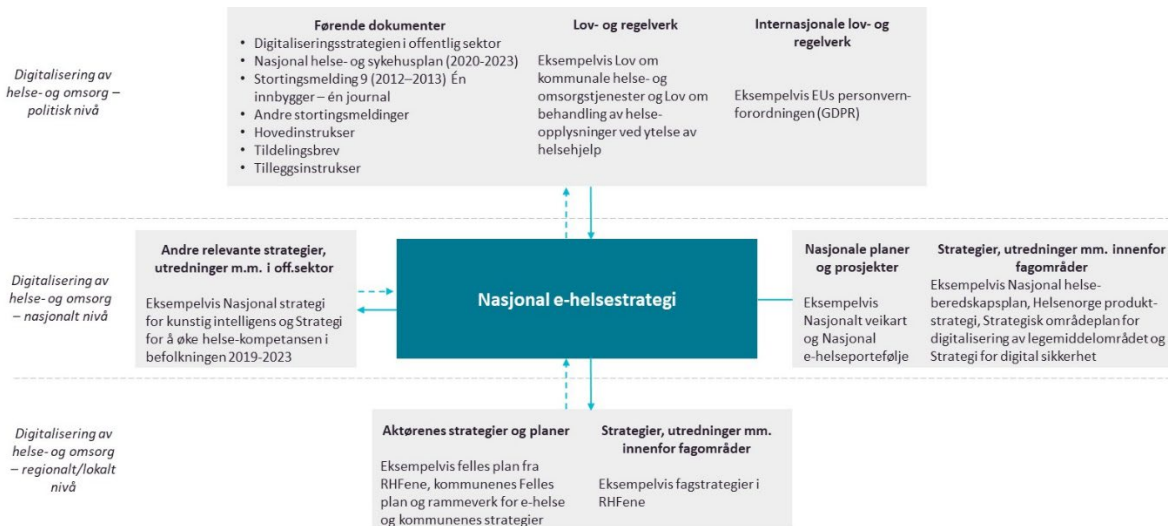 Digitalisering av
helse- og omsorg –
politisk nivå
Førende dokumenter
• Digitaliseringsstrategien i offentlig sektor
• Nasjonal helse- og sykehusplan (2020-2023)
• Stortingsmelding 9 (2012–2013) Én
innbygger – én journal
• Andre stortingsmeldinger
• Hovedinstrukser
• Tildelingsbrev
• Tilleggsinstrukser
Lov- og regelverk
Eksempelvis Lov om
kommunale helse- og
omsorgstjenester og Lov om
behandling av helse-
opplysninger ved ytelse av
helsehjelp
Internasjonale lov- og
regelverk
Eksempelvis EUs personvern-
forordningen (GDPR)
Digitalisering av
helse- og omsorg
– nasjonalt nivå
Andre relevante strategier,
utredninger m.m. i off.sektor
Eksempelvis Nasjonal strategi
for kunstig intelligens og Strategi
for å øke helse-kompetansen i
befolkningen 2019-2023
Nasjonal e-helsestrategi
Nasjonale planer
og prosjekter
Eksempelvis
Nasjonalt veikart
og Nasjonal
e-helseportefølje
Strategier, utredninger mm. innenfor
fagområder
Eksempelvis Nasjonal helse-
beredskapsplan, Helsenorge produkt-
strategi, Strategisk områdeplan for
digitalisering av legemiddelområdet og
Strategi for digital sikkerhet
Digitalisering av
helse- og omsorg
– regionalt/lokalt
nivå
Aktørenes strategier og planer
Eksempelvis felles plan fra
RHFene, kommunenes Felles
plan og rammeverk for e-helse
og kommunenes strategier
Strategier, utredninger mm.
innenfor fagområder
Eksempelvis fagstrategier i
RHFene